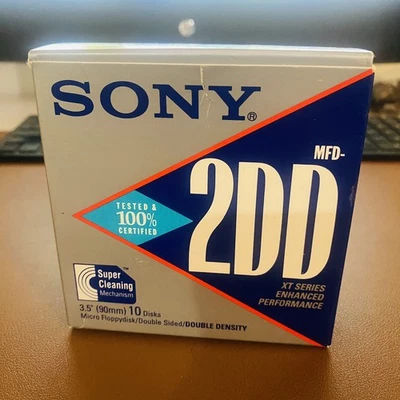 SONY®
MFD-
2DD
TESTED &
100%
CERTIFIED
XT SERIES
ENHANCED
PERFORMANCE
Super
Cleaning
Mechanism
™
3.5" (90mm) 10 Disks
Micro Floppydisk/Double Sided/DOUBLE DENSITY